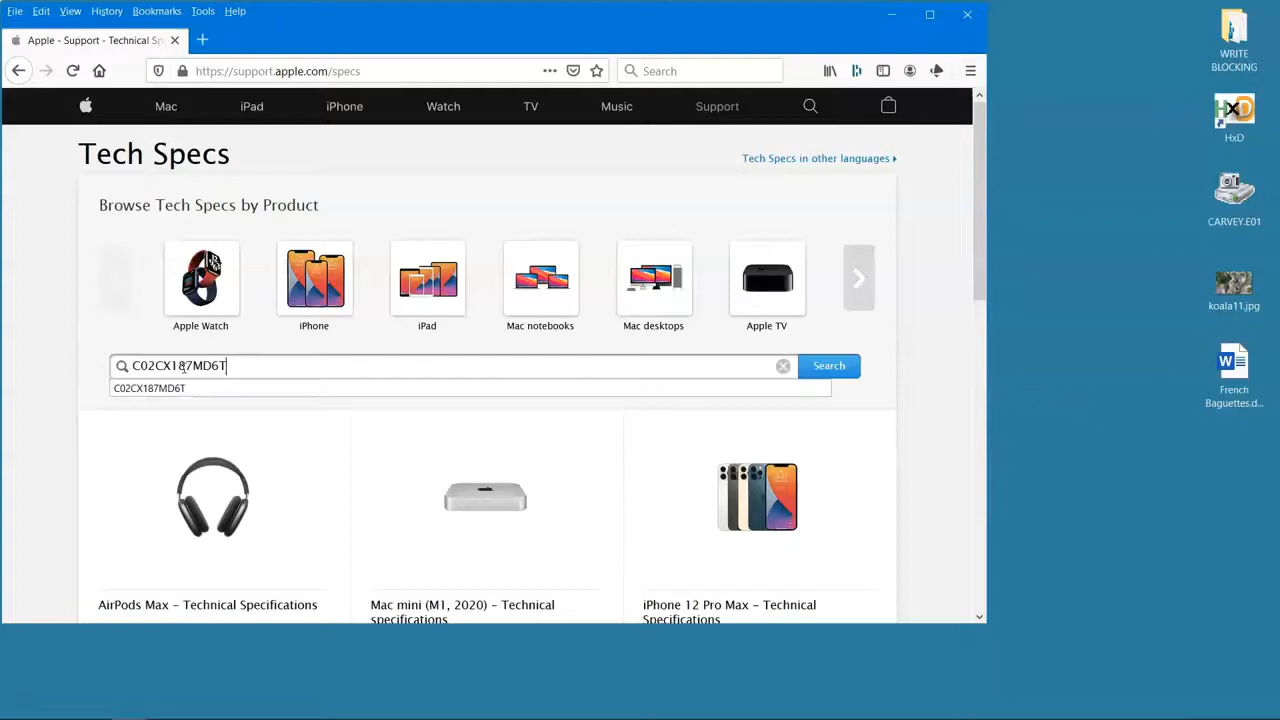 File Edit View History Bookmarks Tools Help
Apple - Support - Technical Sp
https://support.apple.com/specs
Search
Mac iPad iPhone Watch TV Music Support
Tech Specs
Tech Specs in other languages
Browse Tech Specs by Product
Apple Watch iPhone iPad Mac notebooks Mac desktops Apple TV
C02CX187MD6T
Search
C02CX187MD6T
AirPods Max – Technical Specifications
Mac mini (M1, 2020) – Technical
specifications
iPhone 12 Pro Max – Technical
Specifications
WRITE
BLOCKING
HxD
HxD
CARVEY.E01
koala11.jpg
W
French
Baguettes.d...